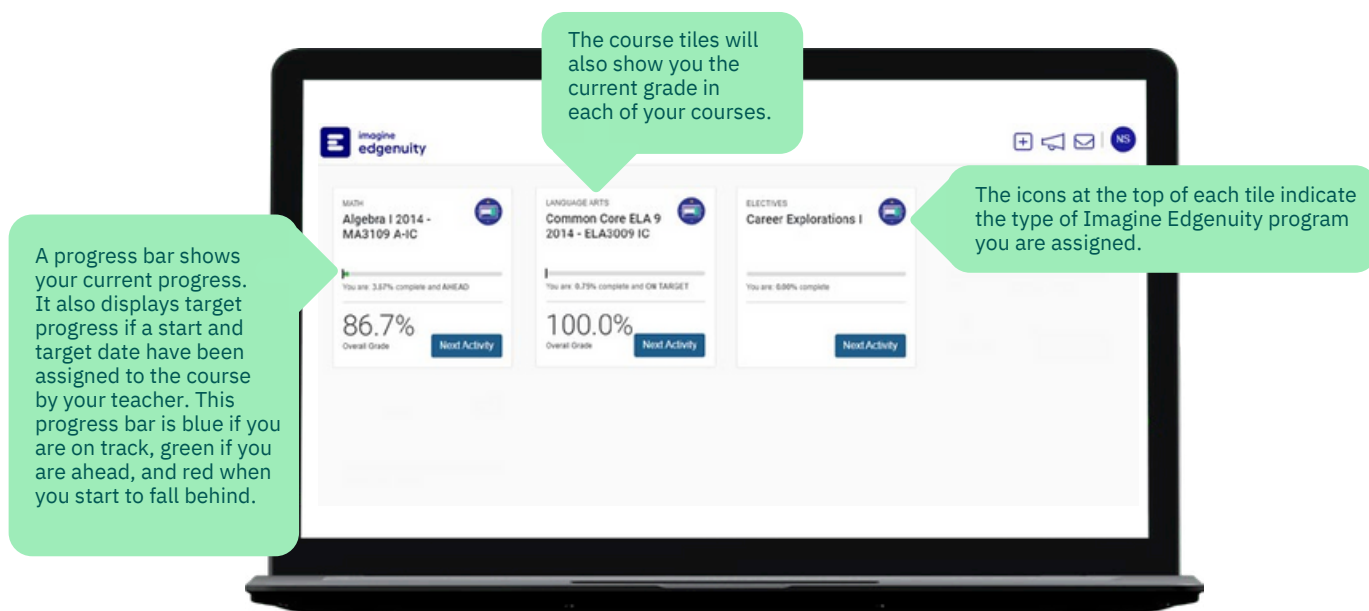 The course tiles will
also show you the
current grade in
each of your courses.
imagine
edgenuity
NS
The icons at the top of each tile indicate
the type of Imagine Edgenuity program
you are assigned.
A progress bar shows
your current progress.
It also displays target
progress if a start and
target date have been
assigned to the course
by your teacher. This
progress bar is blue if you
are on track, green if you
are ahead, and red when
you start to fall behind.
MATH
Algebra I 2014 -
MA3109 A-IC
You are: 3.57% complete and AHEAD
86.7%
Overall Grade
Next Activity
LANGUAGE ARTS
Common Core ELA 9
2014 - ELA3009 IC
You are: 0.75% complete and ON TARGET
100.0%
Overall Grade
Next Activity
ELECTIVES
Career Explorations I
You are: 0.00% complete
Next Activity